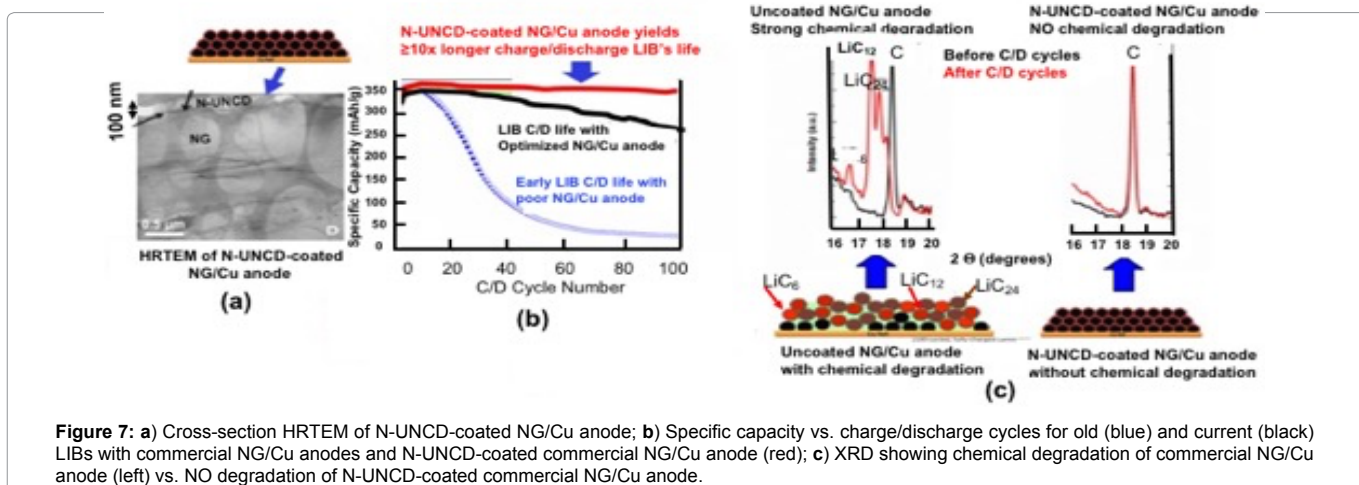 100 nm
N-UNCD
NG
0.5 µm
HRTEM of N-UNCD-coated
NG/Cu anode
(a)
N-UNCD-coated NG/Cu anode yields
≥10x longer charge/discharge LIB's life
Specific Capacity (mAh/g)
350
300
250
200
150
100
50
0
LIB C/D life with
Optimized NG/Cu anode
Early LIB C/D life with
poor NG/Cu anode
0 20 40 60 80 100
C/D Cycle Number
(b)
Uncoated NG/Cu anode
Strong chemical degradation
N-UNCD-coated NG/Cu anode
NO chemical degradation
LiC12
C
Before C/D cycles
After C/D cycles
C
LiC24
Intensity (a.u.)
6
16 17 18 19 20
16 17 18 19 20
2 Θ (degrees)
LiC6
LiC12
LiC24
Uncoated NG/Cu anode
with chemical degradation
N-UNCD-coated NG/Cu anode
without chemical degradation
(c)
Figure 7: a) Cross-section HRTEM of N-UNCD-coated NG/Cu anode; b) Specific capacity vs. charge/discharge cycles for old (blue) and current (black)
LIBs with commercial NG/Cu anodes and N-UNCD-coated commercial NG/Cu anode (red); c) XRD showing chemical degradation of commercial NG/Cu
anode (left) vs. NO degradation of N-UNCD-coated commercial NG/Cu anode.